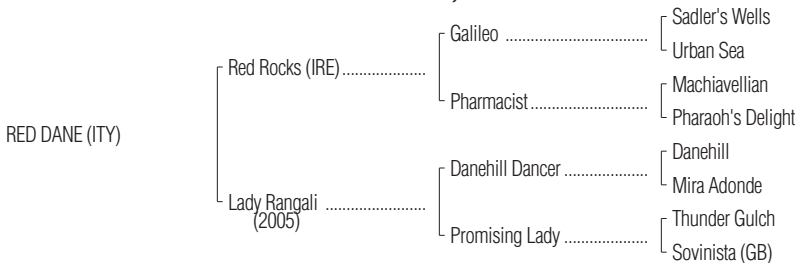 Sadler's Wells
Galileo ................................
Urban Sea
Red Rocks (IRE).....................
Machiavellian
Pharmacist..........................
Pharaoh's Delight
RED DANE (ITY)
Danehill
Danehill Dancer ......................
Mira Adonde
Lady Rangali .........................
(2005)
Thunder Gulch
Promising Lady ......................
Sovinista (GB)